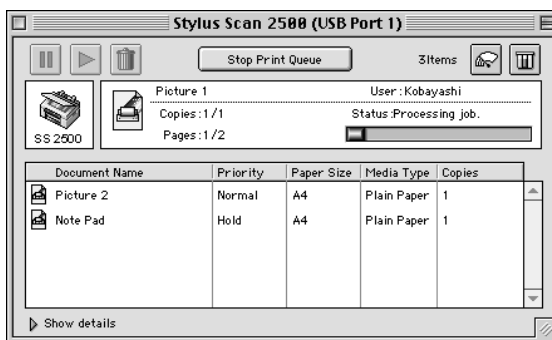 Stylus Scan 2500 (USB Port 1)
Stop Print Queue
3Items
Picture 1 User:Kobayashi
Copies:1/1 Status:Processing job.
SS 2500 Pages:1/2
Document Name Priority Paper Size Media Type Copies
Picture 2 Normal A4 Plain Paper 1
Note Pad Hold A4 Plain Paper 1
Show details